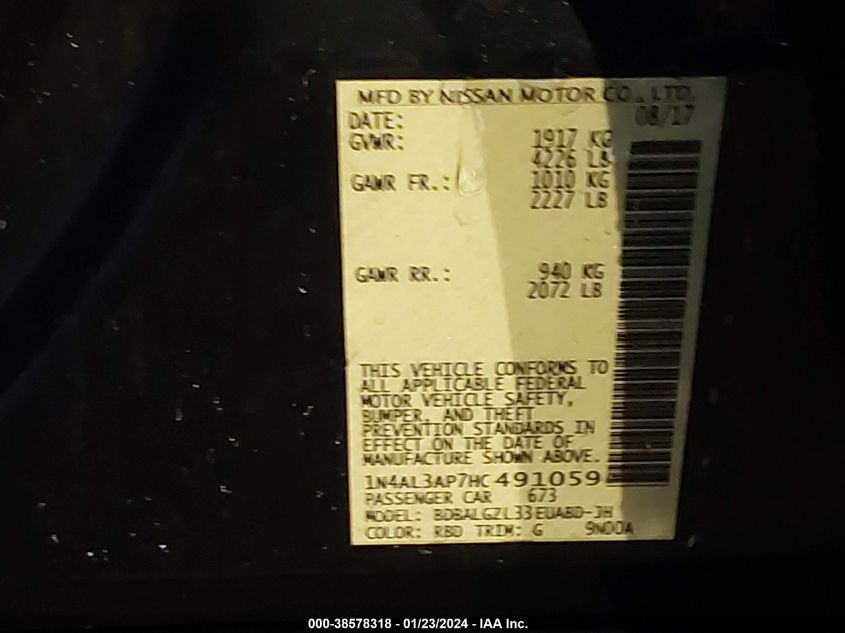 MFD BY NISSAN MOTOR CO., LTD.
DATE: 08/17
GVWR: 1917 KG
4226 LB
GAWR FR.: 1010 KG
2227 LB
GAWR RR.: 940 KG
2072 LB
THIS VEHICLE CONFORMS TO
ALL APPLICABLE FEDERAL
MOTOR VEHICLE SAFETY,
BUMPER, AND THEFT
PREVENTION STANDARDS IN
EFFECT ON THE DATE OF
MANUFACTURE SHOWN ABOVE.
1N4AL3AP7HC491059
PASSENGER CAR 673
MODEL: BDBALGZL33EUABD-JH
COLOR: RBD TRIM: G 9N00A
000-38578318 - 01/23/2024 - IAA Inc.